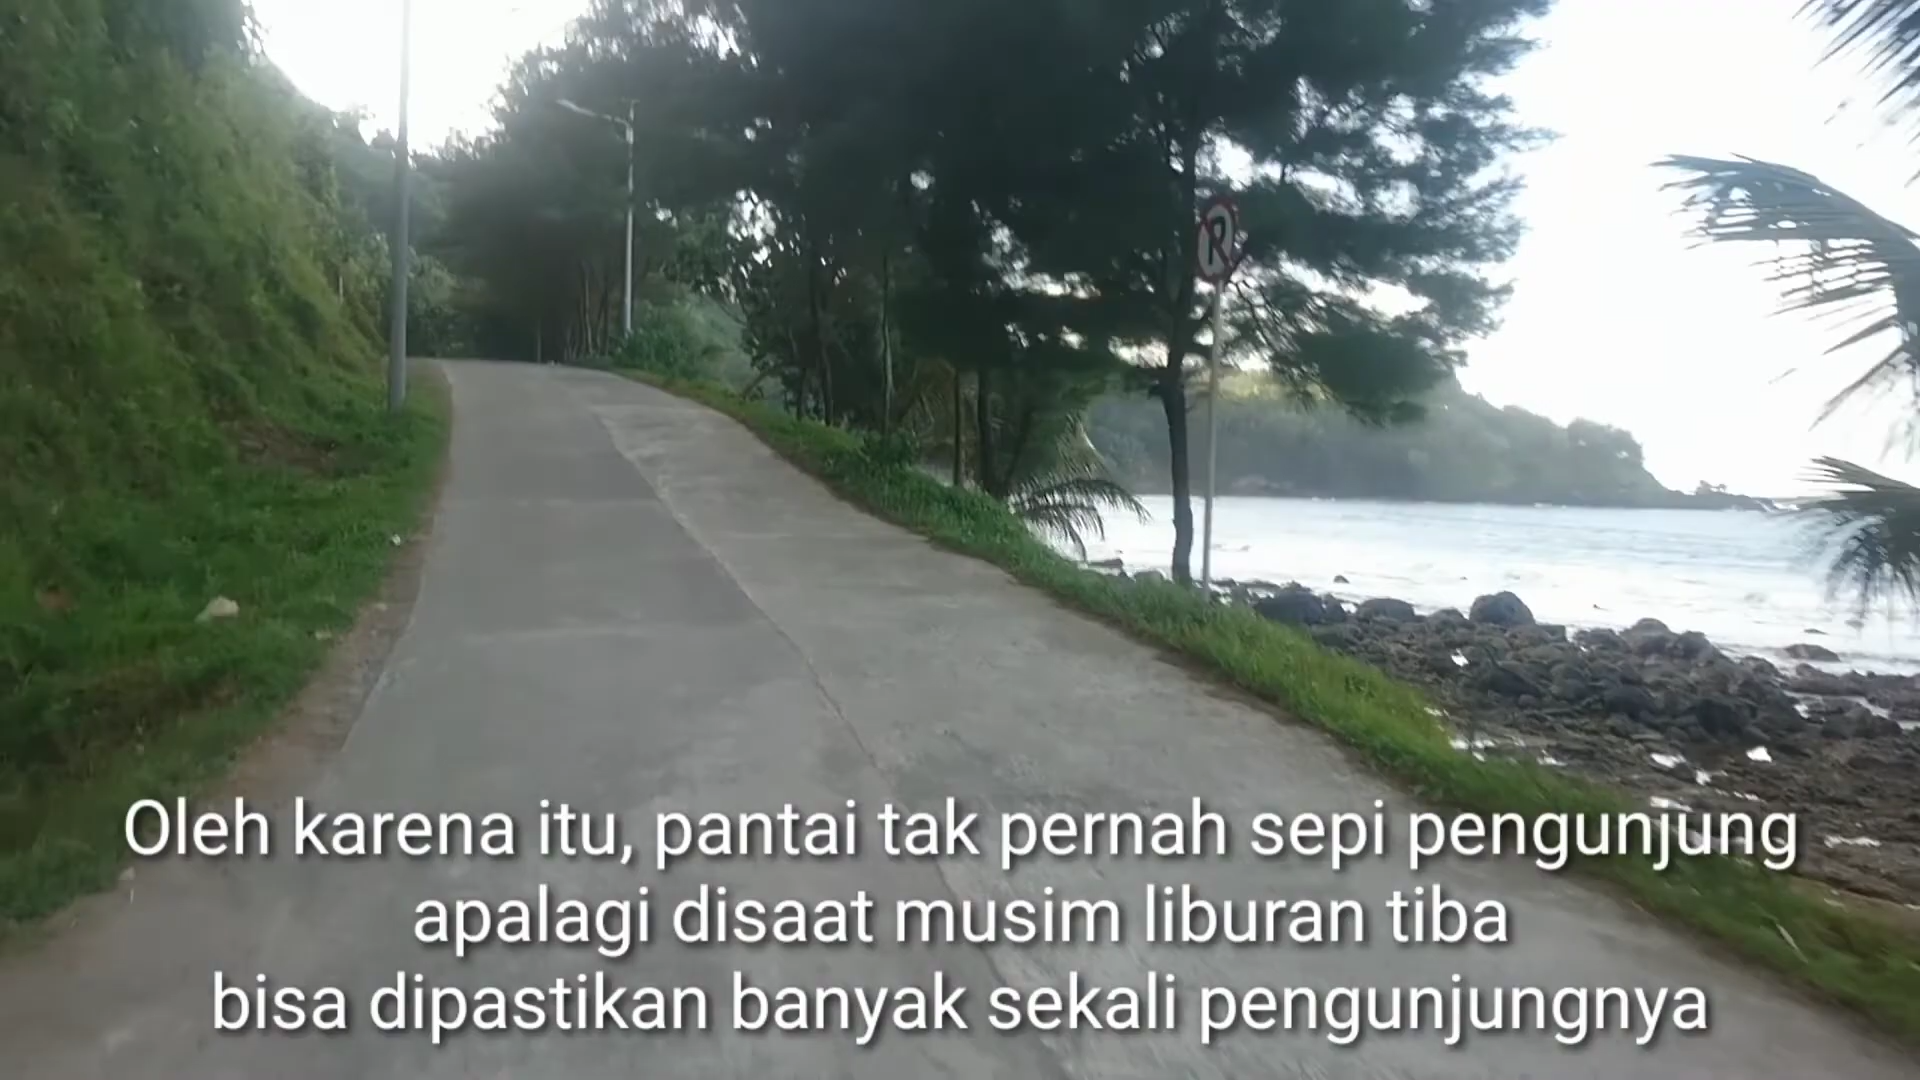 P
Oleh karena itu, pantai tak pernah sepi pengunjung
apalagi disaat musim liburan tiba
bisa dipastikan banyak sekali pengunjungnya